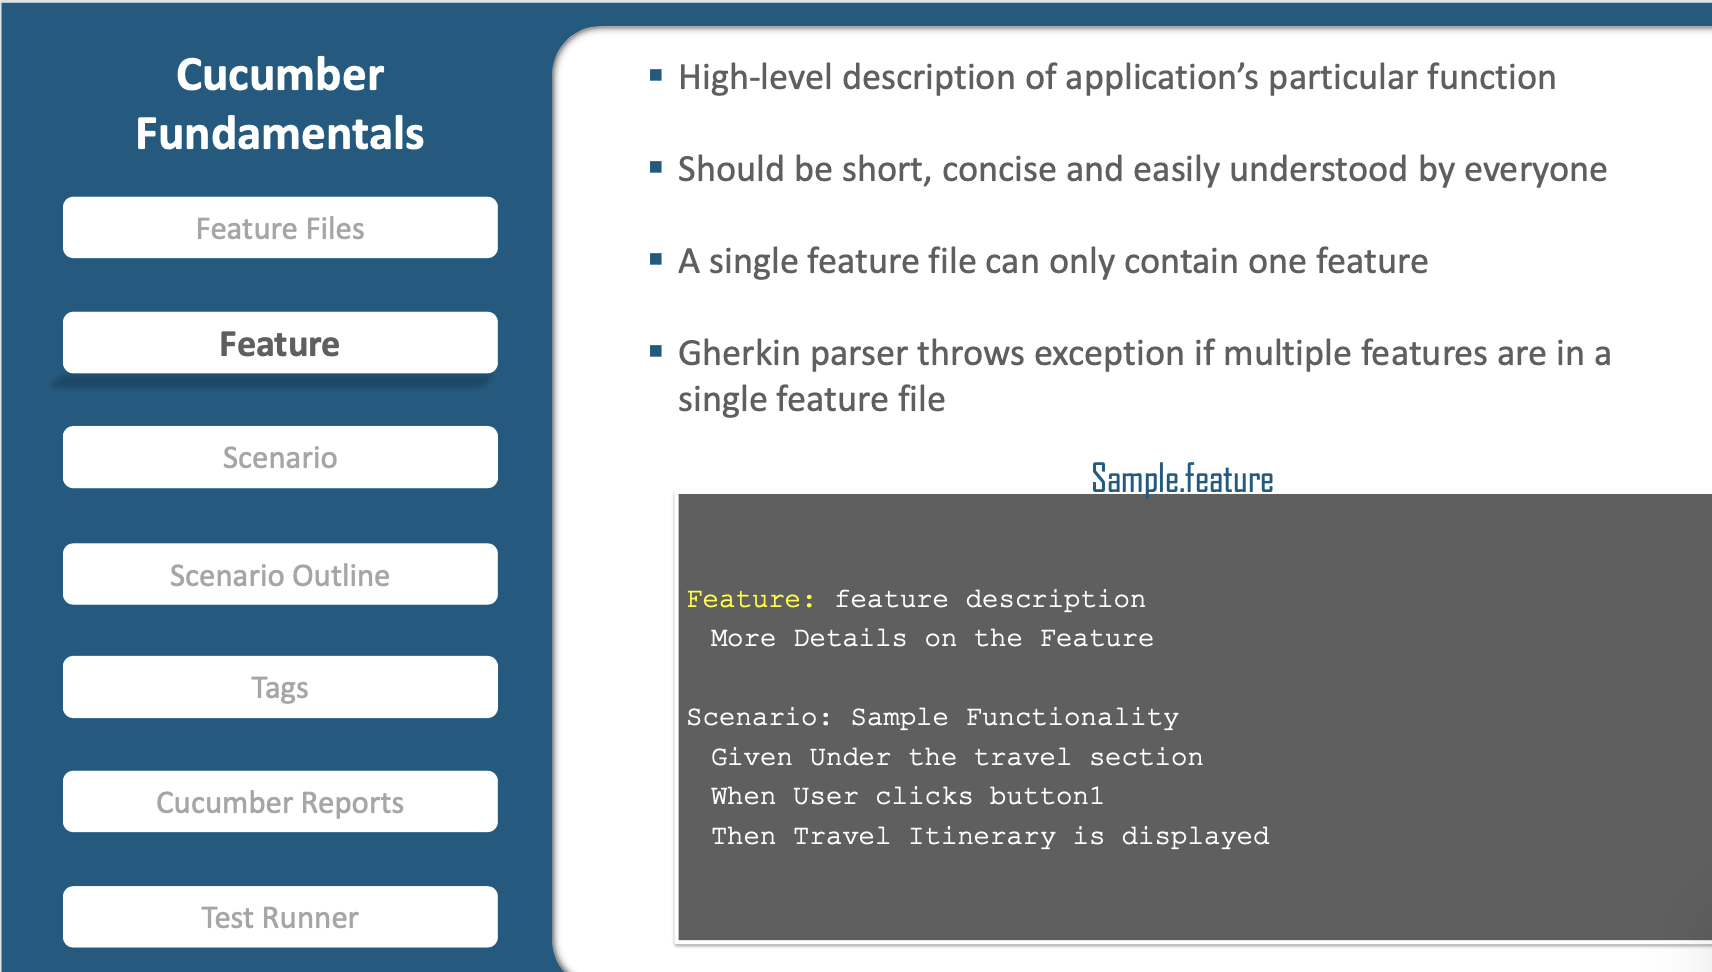 Cucumber
Fundamentals
Feature Files
Feature
Scenario
Scenario Outline
Tags
Cucumber Reports
Test Runner
High-level description of application’s particular function
Should be short, concise and easily understood by everyone
A single feature file can only contain one feature
Gherkin parser throws exception if multiple features are in a
single feature file
Sample.feature
Feature: feature description
More Details on the Feature
Scenario: Sample Functionality
Given Under the travel section
When User clicks button1
Then Travel Itinerary is displayed